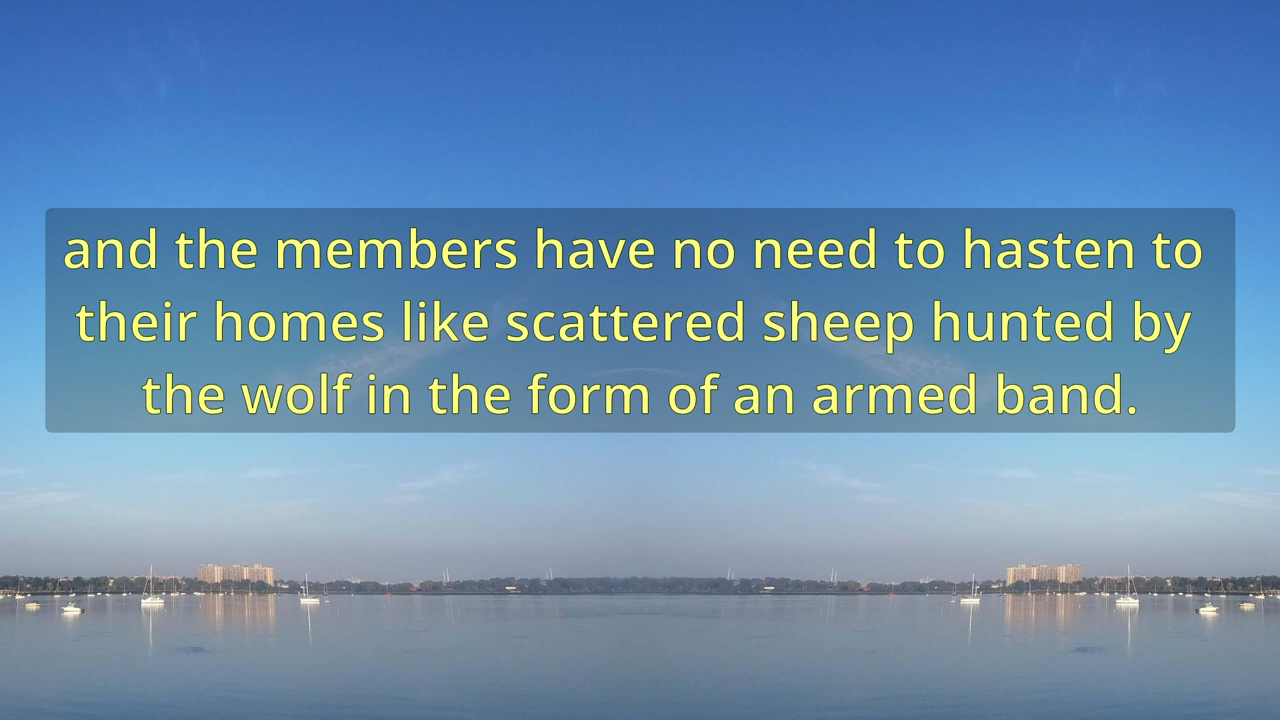 and the members have no need to hasten to
their homes like scattered sheep hunted by
the wolf in the form of an armed band.